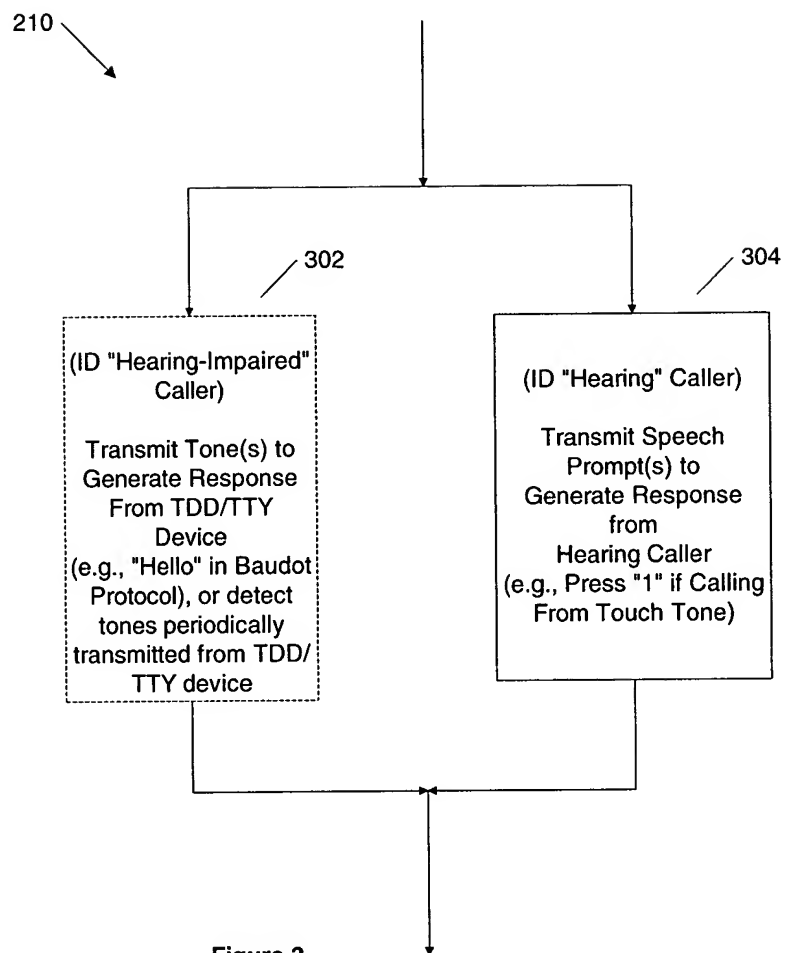 210
302
304
(ID "Hearing-Impaired"
Caller)
Transmit Tone(s) to
Generate Response
From TDD/TTY
Device
(e.g., "Hello" in Baudot
Protocol), or detect
tones periodically
transmitted from TDD/
TTY device
(ID "Hearing" Caller)
Transmit Speech
Prompt(s) to
Generate Response
from
Hearing Caller
(e.g., Press "1" if Calling
From Touch Tone)
Figure